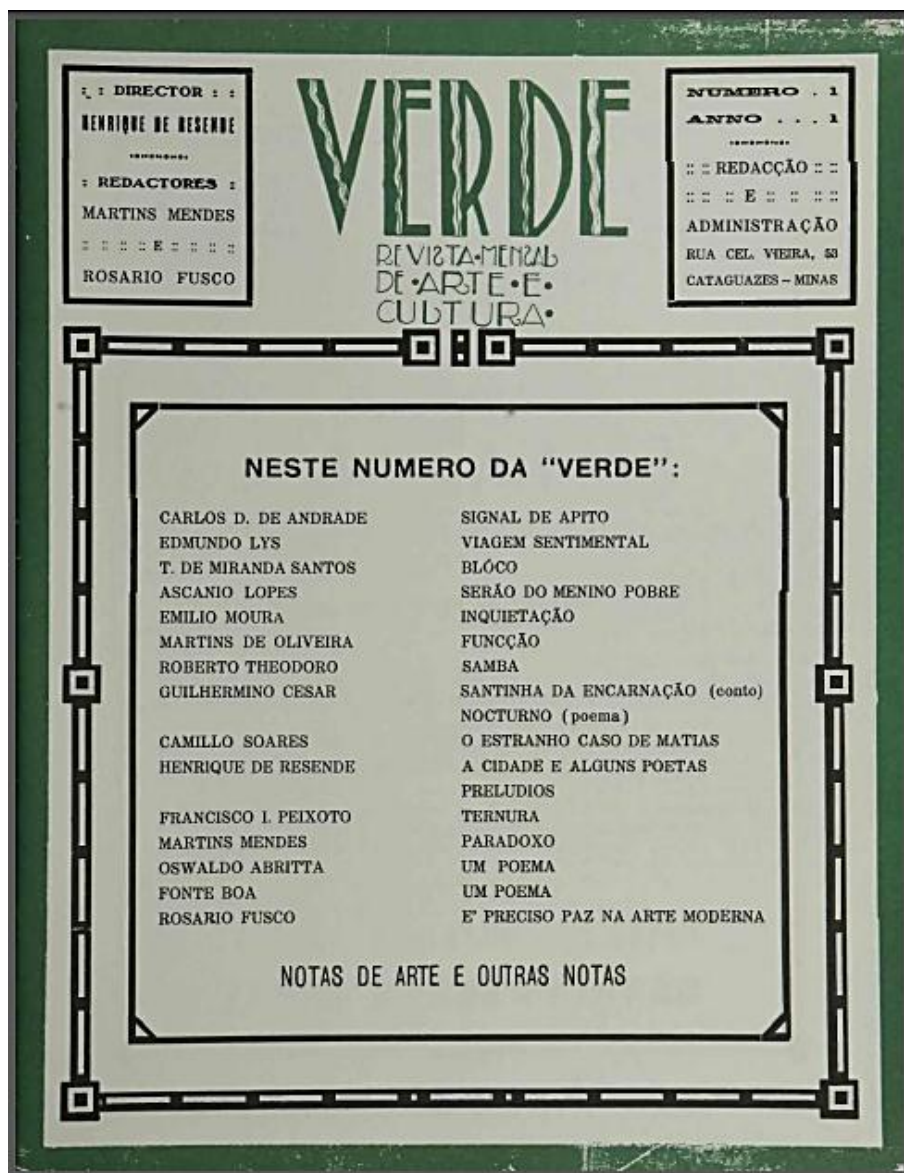 : : DIRECTOR : :
HENRIQUE DE RESENDE
: REDACTORES :
MARTINS MENDES
:: :: :: :: E :: :: :: ::
ROSARIO FUSCO
VERDE
REVISTA·MENSAL
DE·ARTE·E·
CULTURA·
NUMERO . 1
ANNO . . . 1
:: :: REDACÇÃO :: ::
:: :: :: E :: :: :: ::
ADMINISTRAÇÃO
RUA CEL. VIEIRA, 53
CATAGUAZES – MINAS
NESTE NUMERO DA "VERDE":
CARLOS D. DE ANDRADE SIGNAL DE APITO
EDMUNDO LYS VIAGEM SENTIMENTAL
T. DE MIRANDA SANTOS BLÓCO
ASCANIO LOPES SERÃO DO MENINO POBRE
EMILIO MOURA INQUIETAÇÃO
MARTINS DE OLIVEIRA FUNCÇÃO
ROBERTO THEODORO SAMBA
GUILHERMINO CESAR SANTINHA DA ENCARNAÇÃO (conto)
NOCTURNO (poema)
CAMILLO SOARES O ESTRANHO CASO DE MATIAS
HENRIQUE DE RESENDE A CIDADE E ALGUNS POETAS
PRELUDIOS
FRANCISCO I. PEIXOTO TERNURA
MARTINS MENDES PARADOXO
OSWALDO ABRITTA UM POEMA
FONTE BOA UM POEMA
ROSARIO FUSCO E' PRECISO PAZ NA ARTE MODERNA
NOTAS DE ARTE E OUTRAS NOTAS